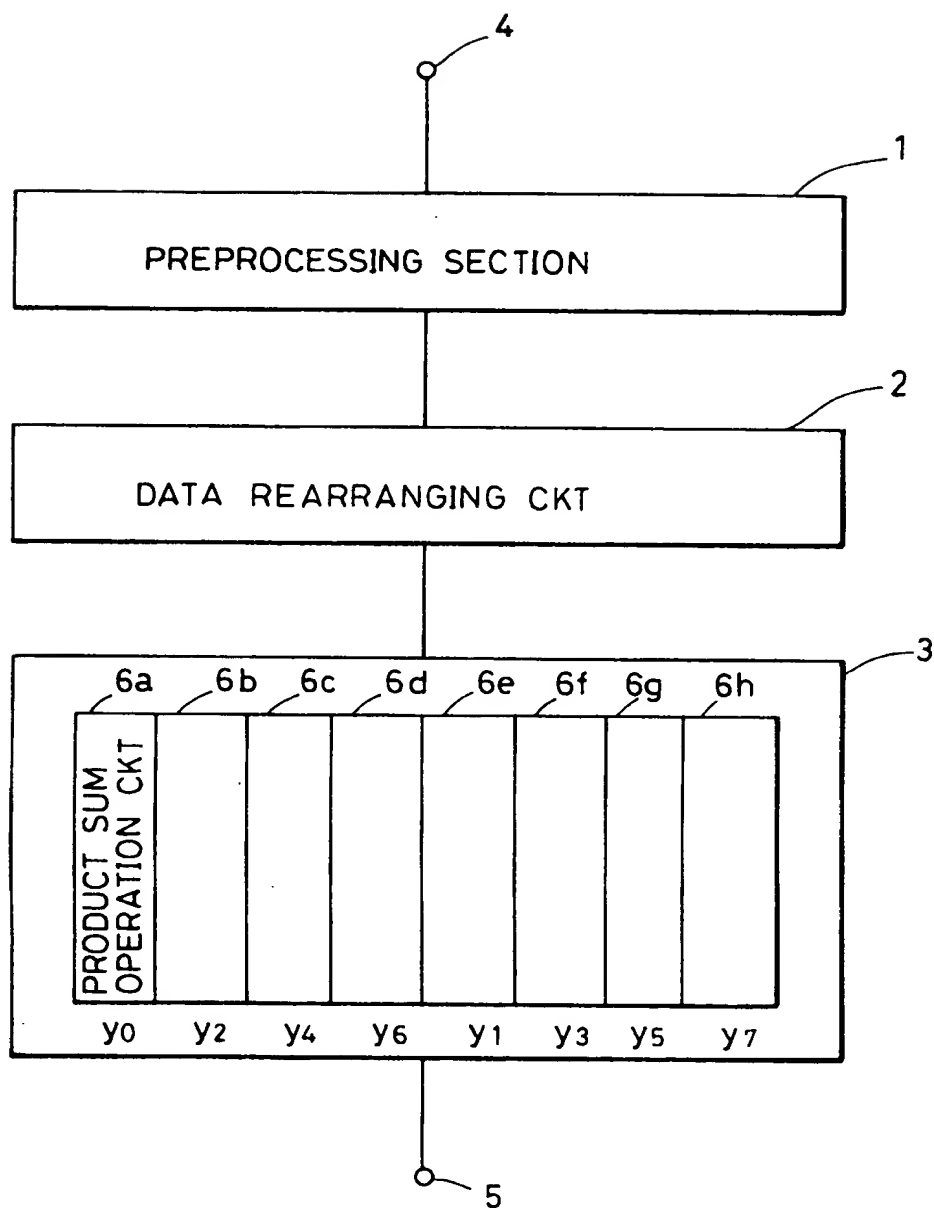 4
1
PREPROCESSING SECTION
2
DATA REARRANGING CKT
3
6a 6b 6c 6d 6e 6f 6g 6h
PRODUCT SUM
OPERATION CKT
y0 y2 y4 y6 y1 y3 y5 y7
5